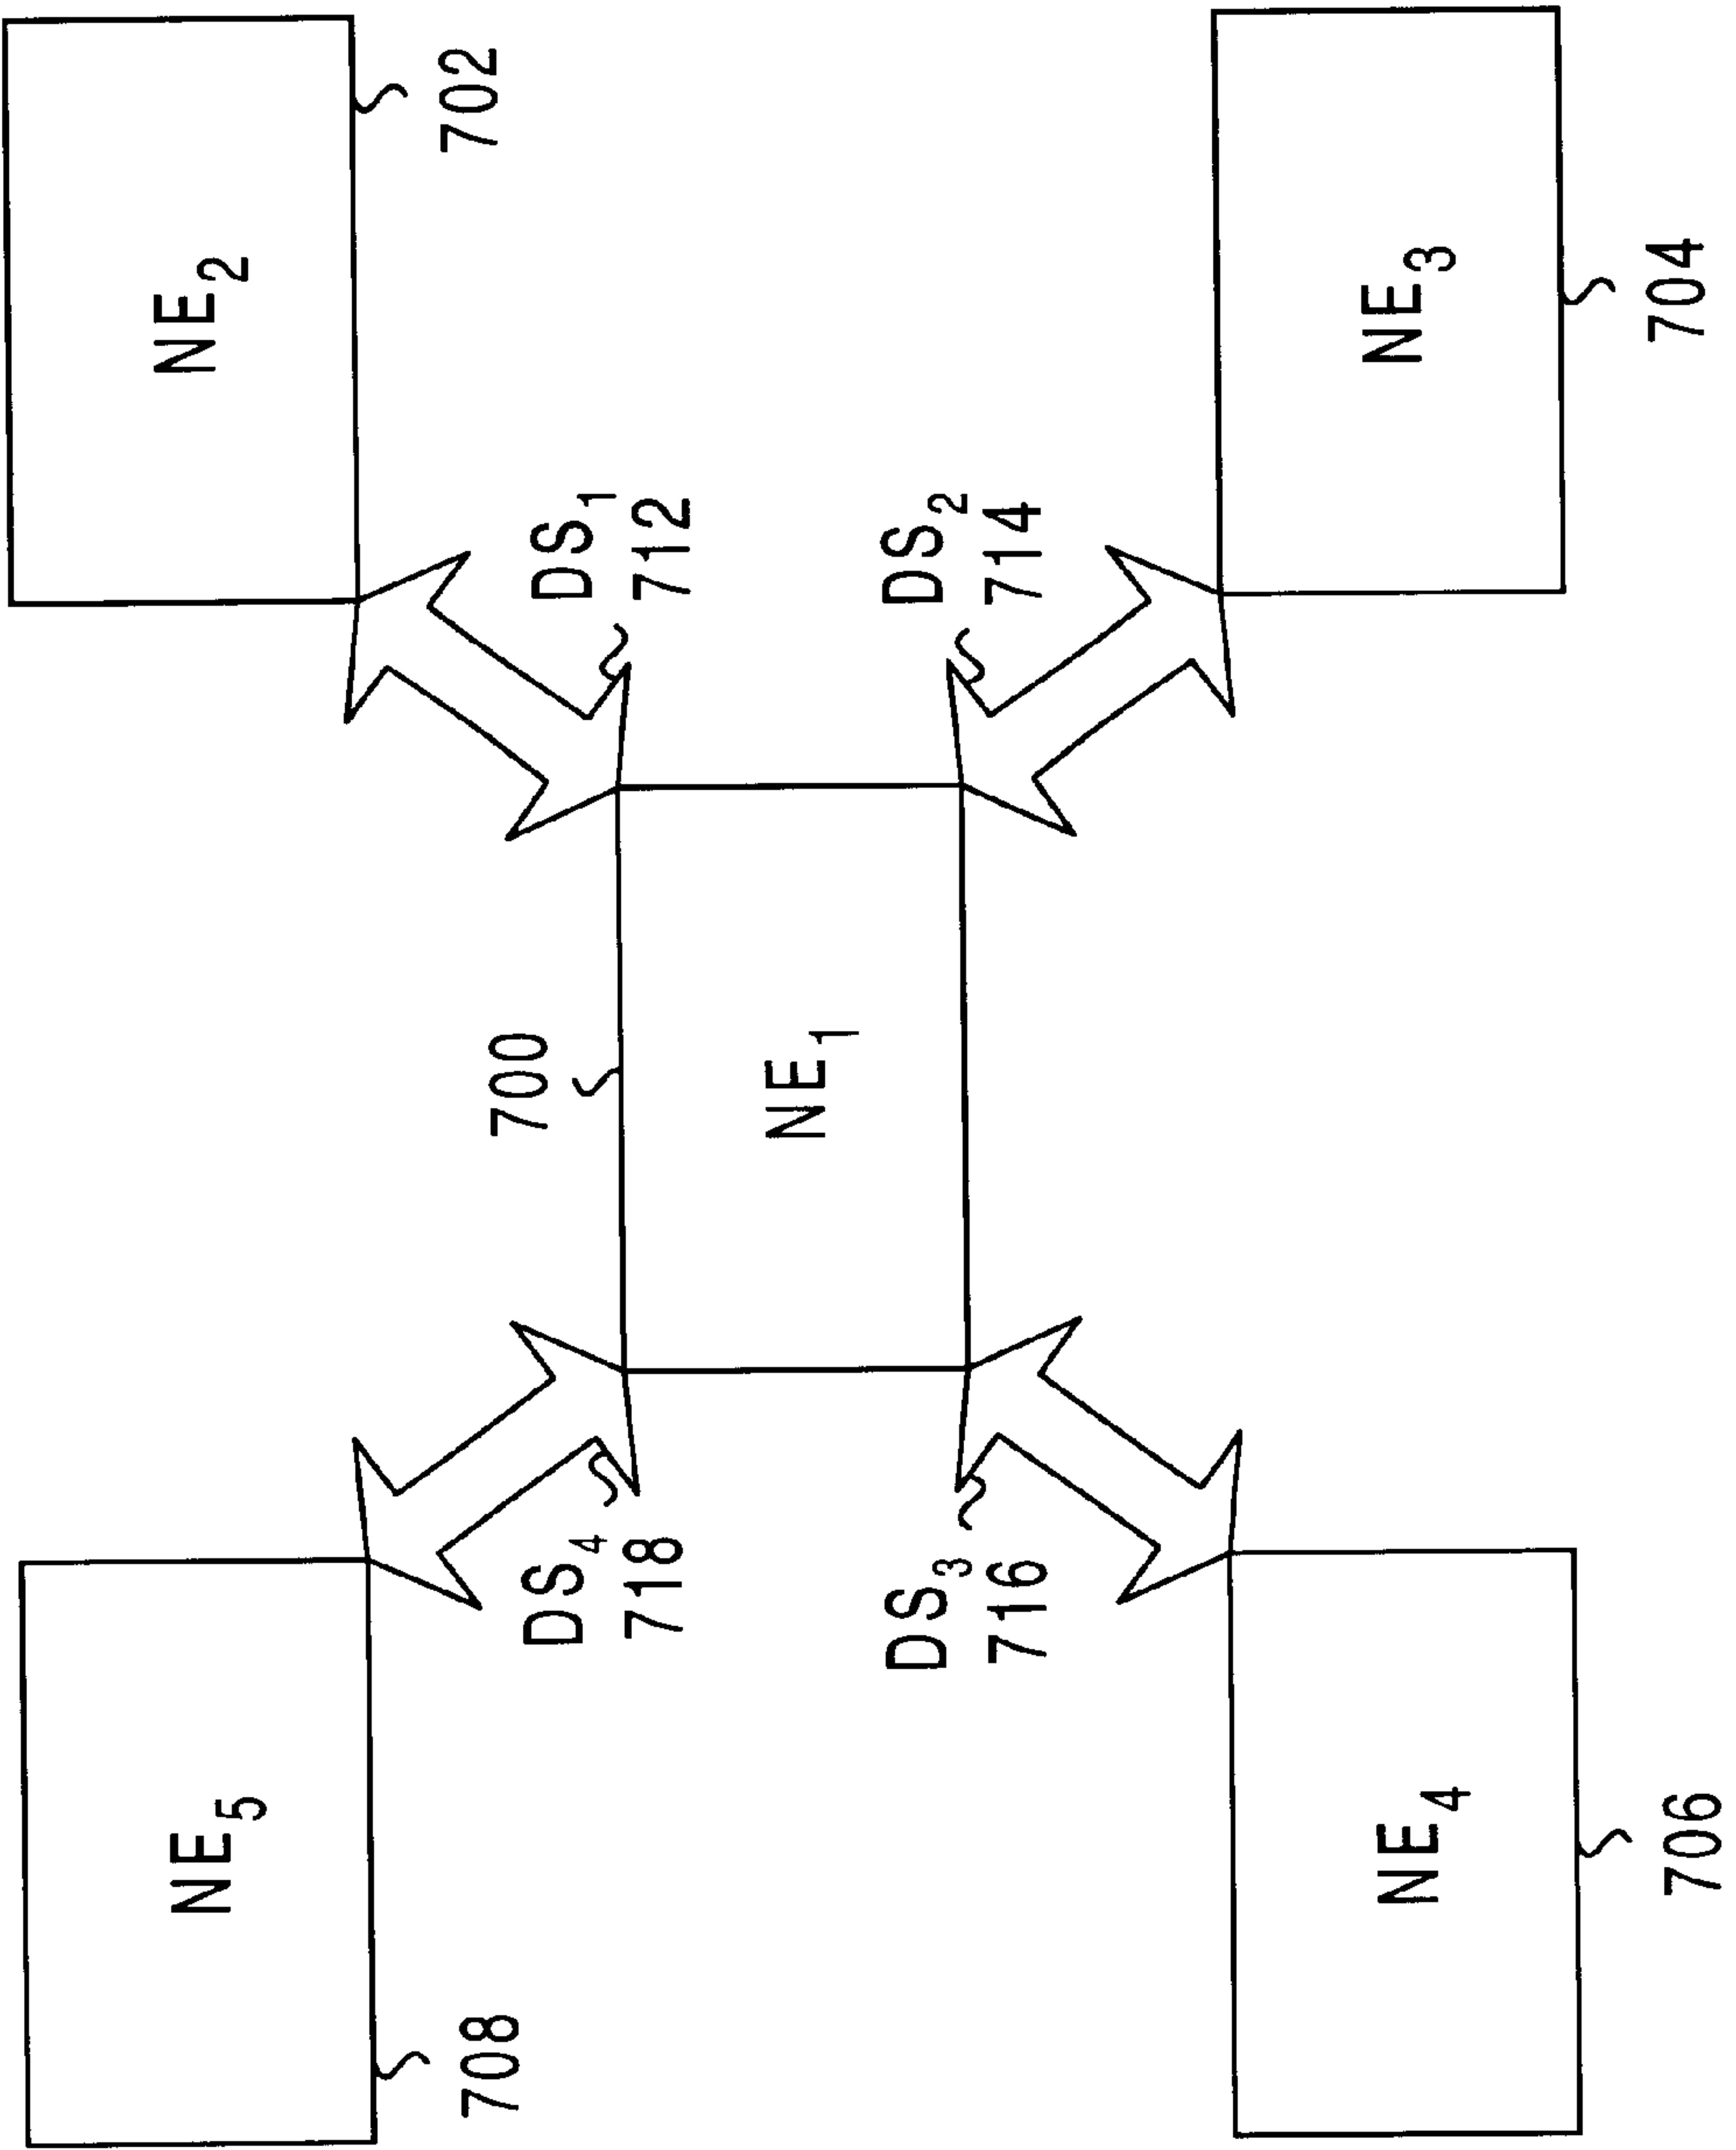 NE₅
NE₂
708
702
700
DS₄
718
DS₁
712
NE₁
DS₃
716
DS₂
714
NE₄
NE₃
706
704